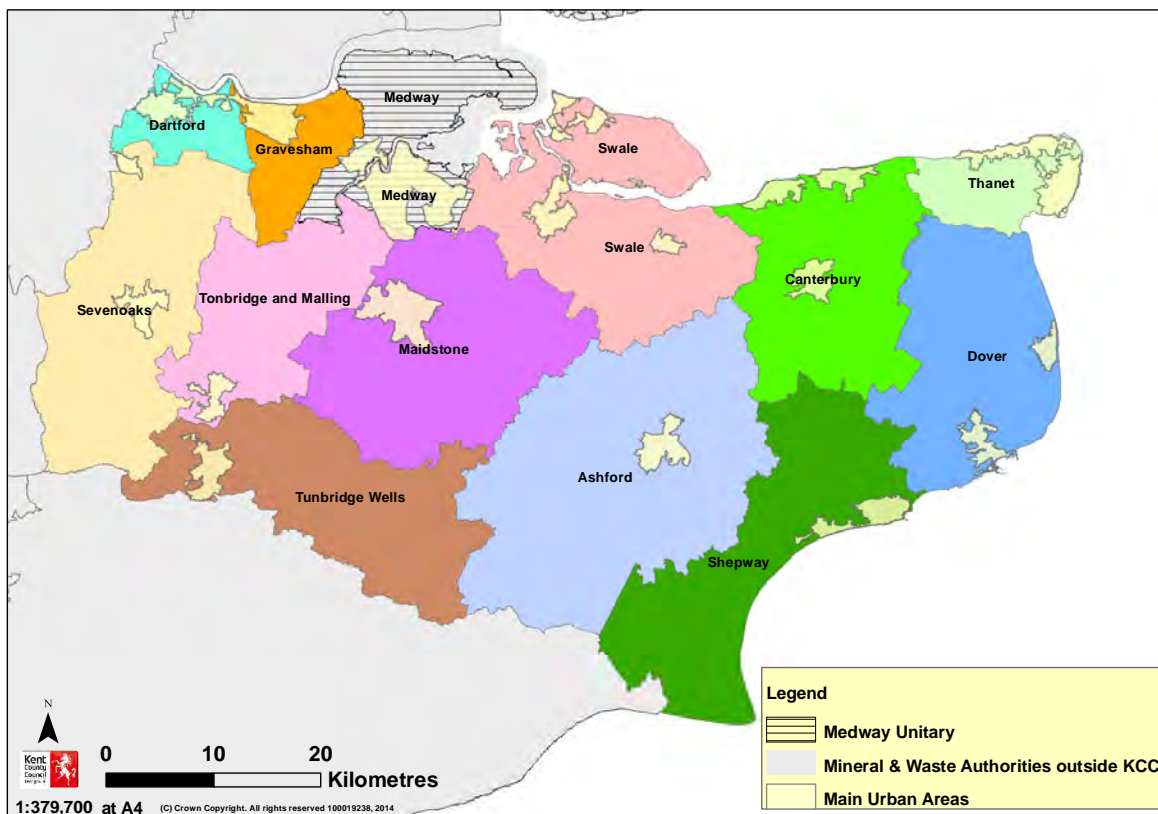 Medway
Dartford
Gravesham
Swale
Thanet
Medway
Swale
Canterbury
Sevenoaks
Tonbridge and Malling
Maidstone
Dover
Ashford
Tunbridge Wells
Shepway
Legend
Medway Unitary
Mineral & Waste Authorities outside KCC
Main Urban Areas
N
Kent
County
Council
0 10 20
Kilometres
1:379,700 at A4 (C) Crown Copyright. All rights reserved 100019238, 2014